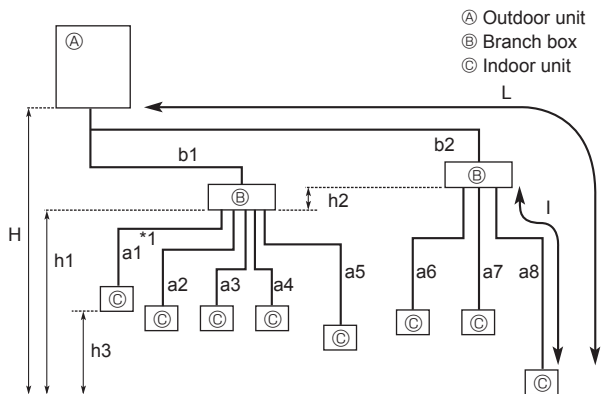 Ⓐ
Ⓐ Outdoor unit
Ⓑ Branch box
Ⓒ Indoor unit
L
b1
b2
Ⓑ
Ⓑ
h2
l
H
h1
a1
*1
a2
a3
a4
a5
a6
a7
a8
Ⓒ
Ⓒ
Ⓒ
Ⓒ
Ⓒ
Ⓒ
Ⓒ
h3
Ⓒ